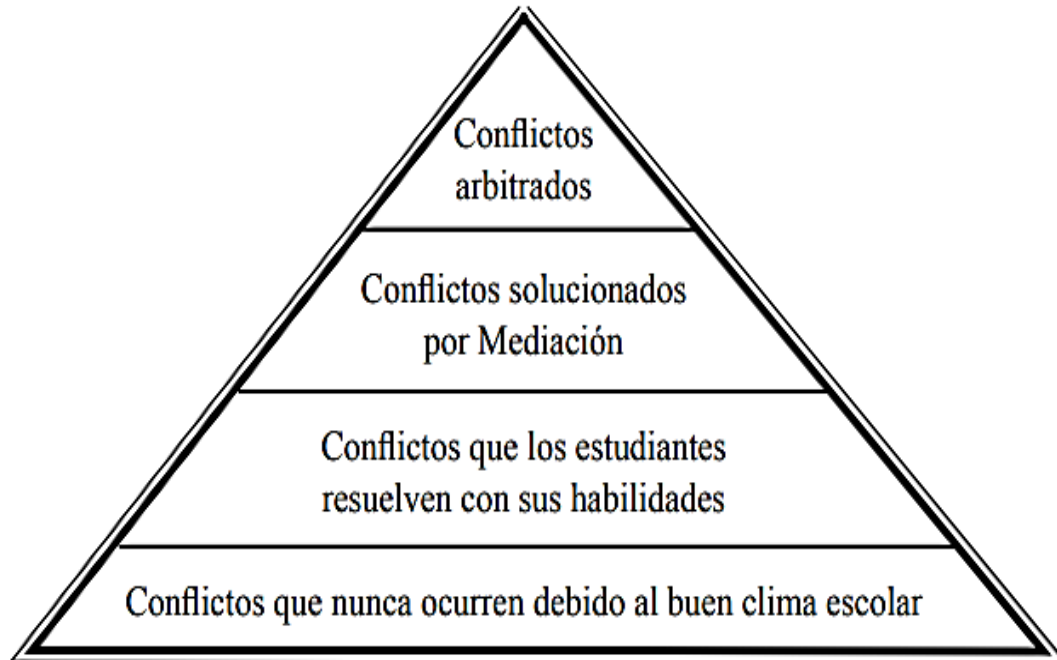 Conflictos
arbitrados
Conflictos solucionados
por Mediación
Conflictos que los estudiantes
resuelven con sus habilidades
Conflictos que nunca ocurren debido al buen clima escolar